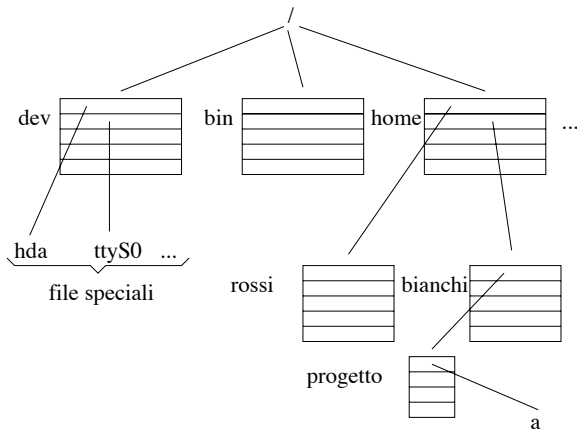 /
dev
bin
home
...
hda
ttyS0
...
file speciali
rossi
bianchi
progetto
a